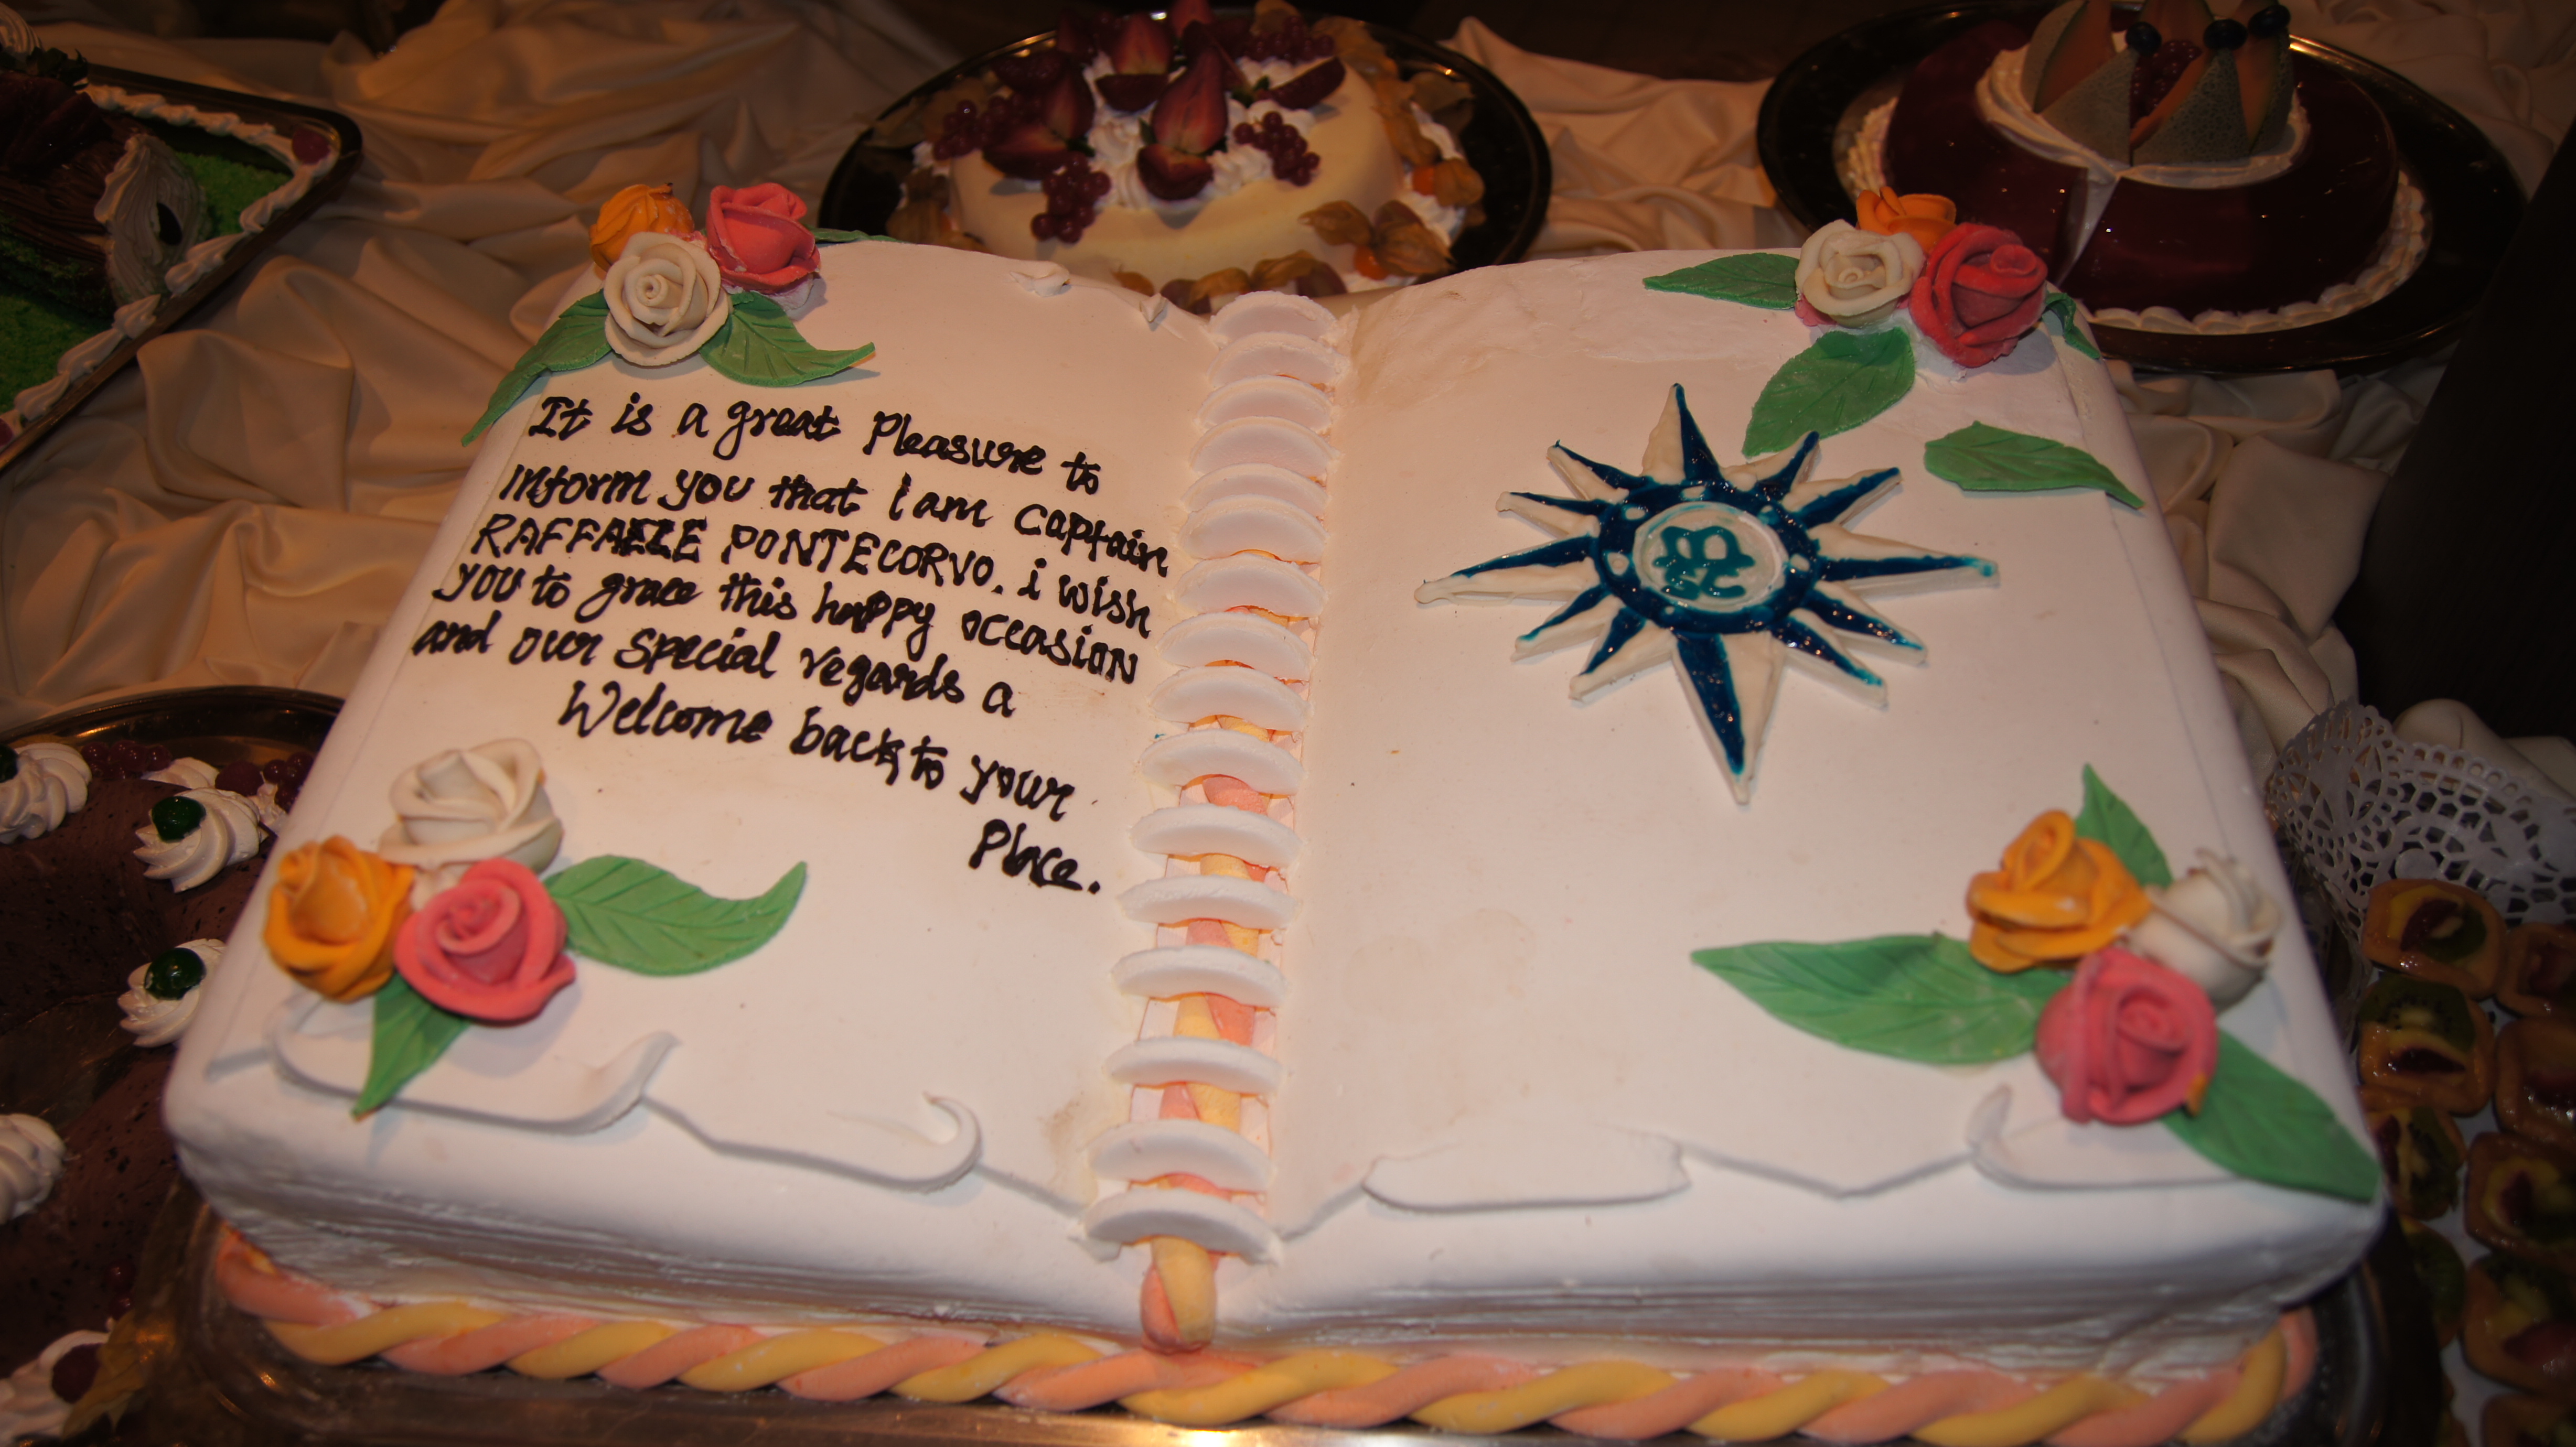 It is a great Pleasure to
Inform you that i am Captain
RAFFAELE PONTECORVO. i wish
you to grace this happy occasion
and our special regards a
Welcome back to your
Place.